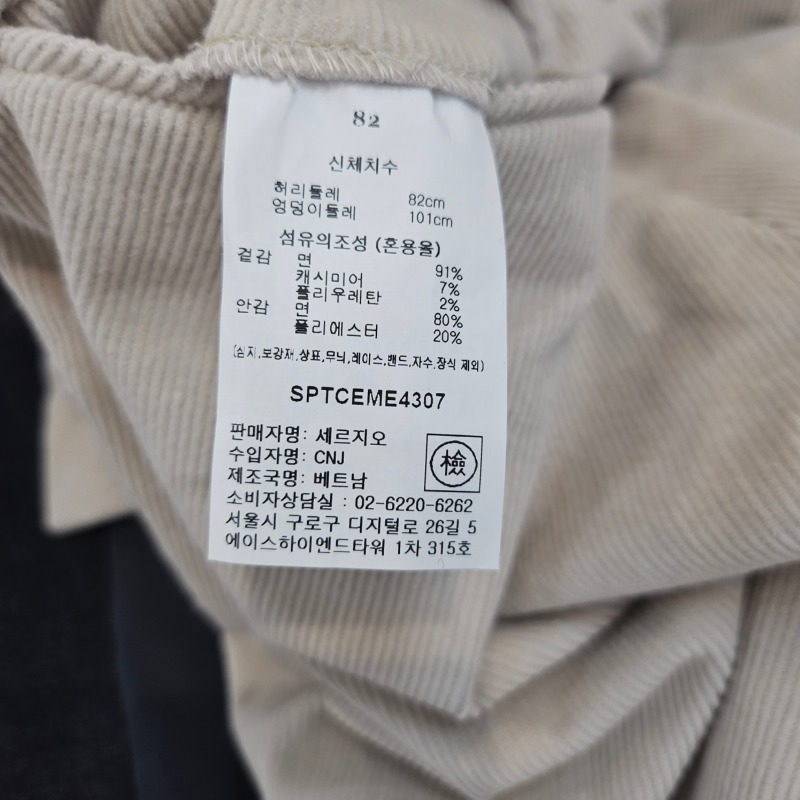 82
신체치수
허리둘레 82cm
엉덩이둘레 101cm
섬유의조성 (혼용율)
겉감 면 91%
캐시미어 7%
폴리우레탄 2%
안감 면 80%
폴리에스터 20%
(심지,보강재,상표,무늬,레이스,밴드,자수,장식 제외)
SPTCEME4307
판매자명: 세르지오
수입자명: CNJ
제조국명: 베트남
檢
소비자상담실 : 02-6220-6262
서울시 구로구 디지털로 26길 5
에이스하이엔드타워 1차 315호